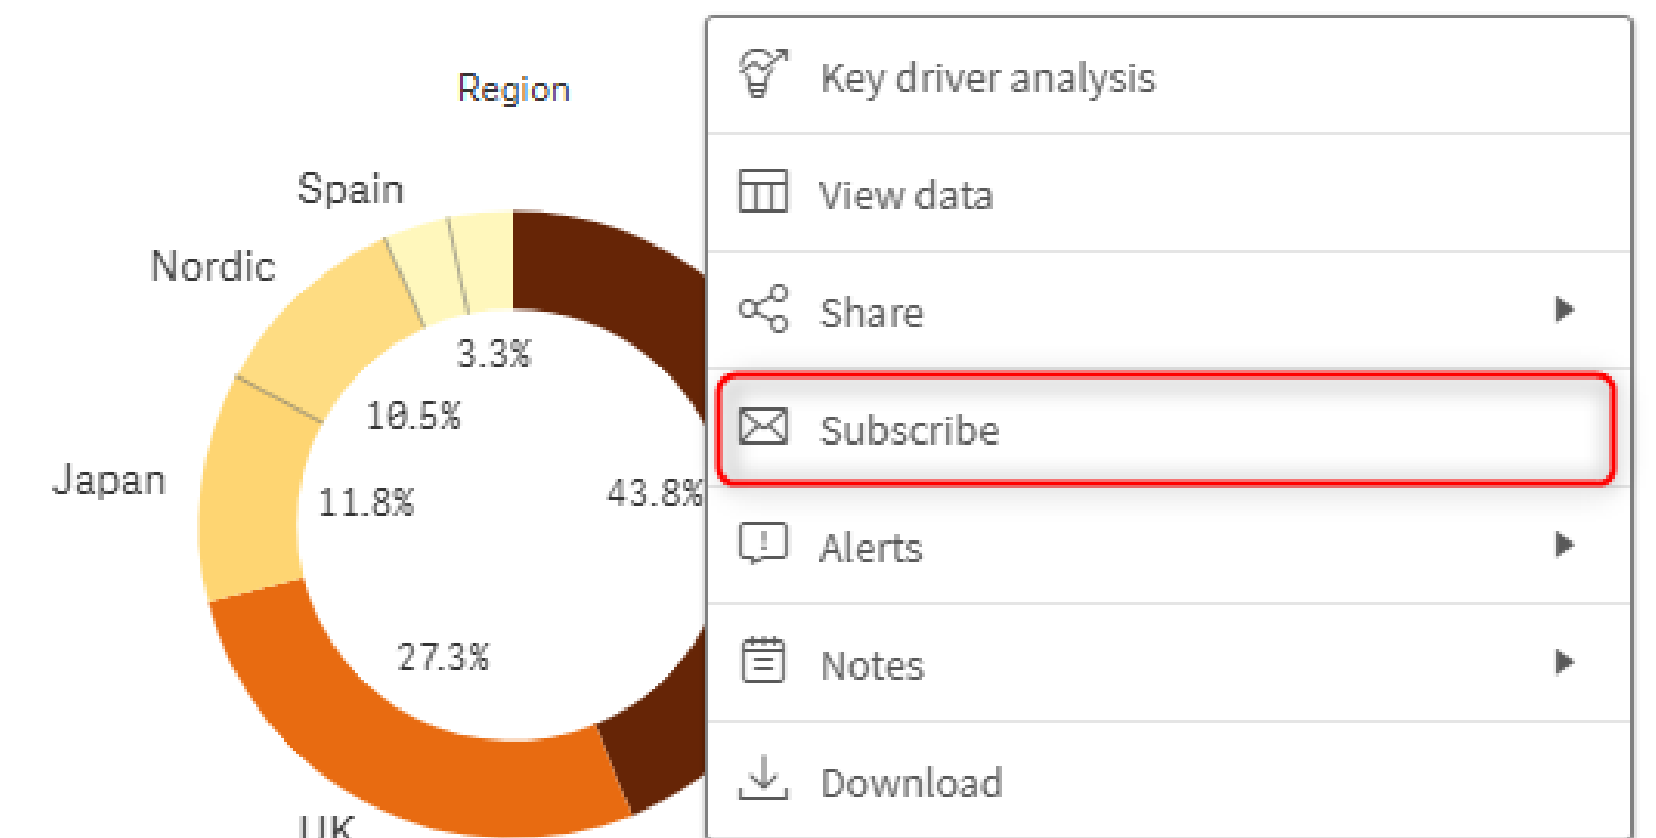 Region
Spain
Nordic
Japan
UK
3.3%
10.5%
11.8%
43.8%
27.3%
Key driver analysis
View data
Share
Subscribe
Alerts
Notes
Download